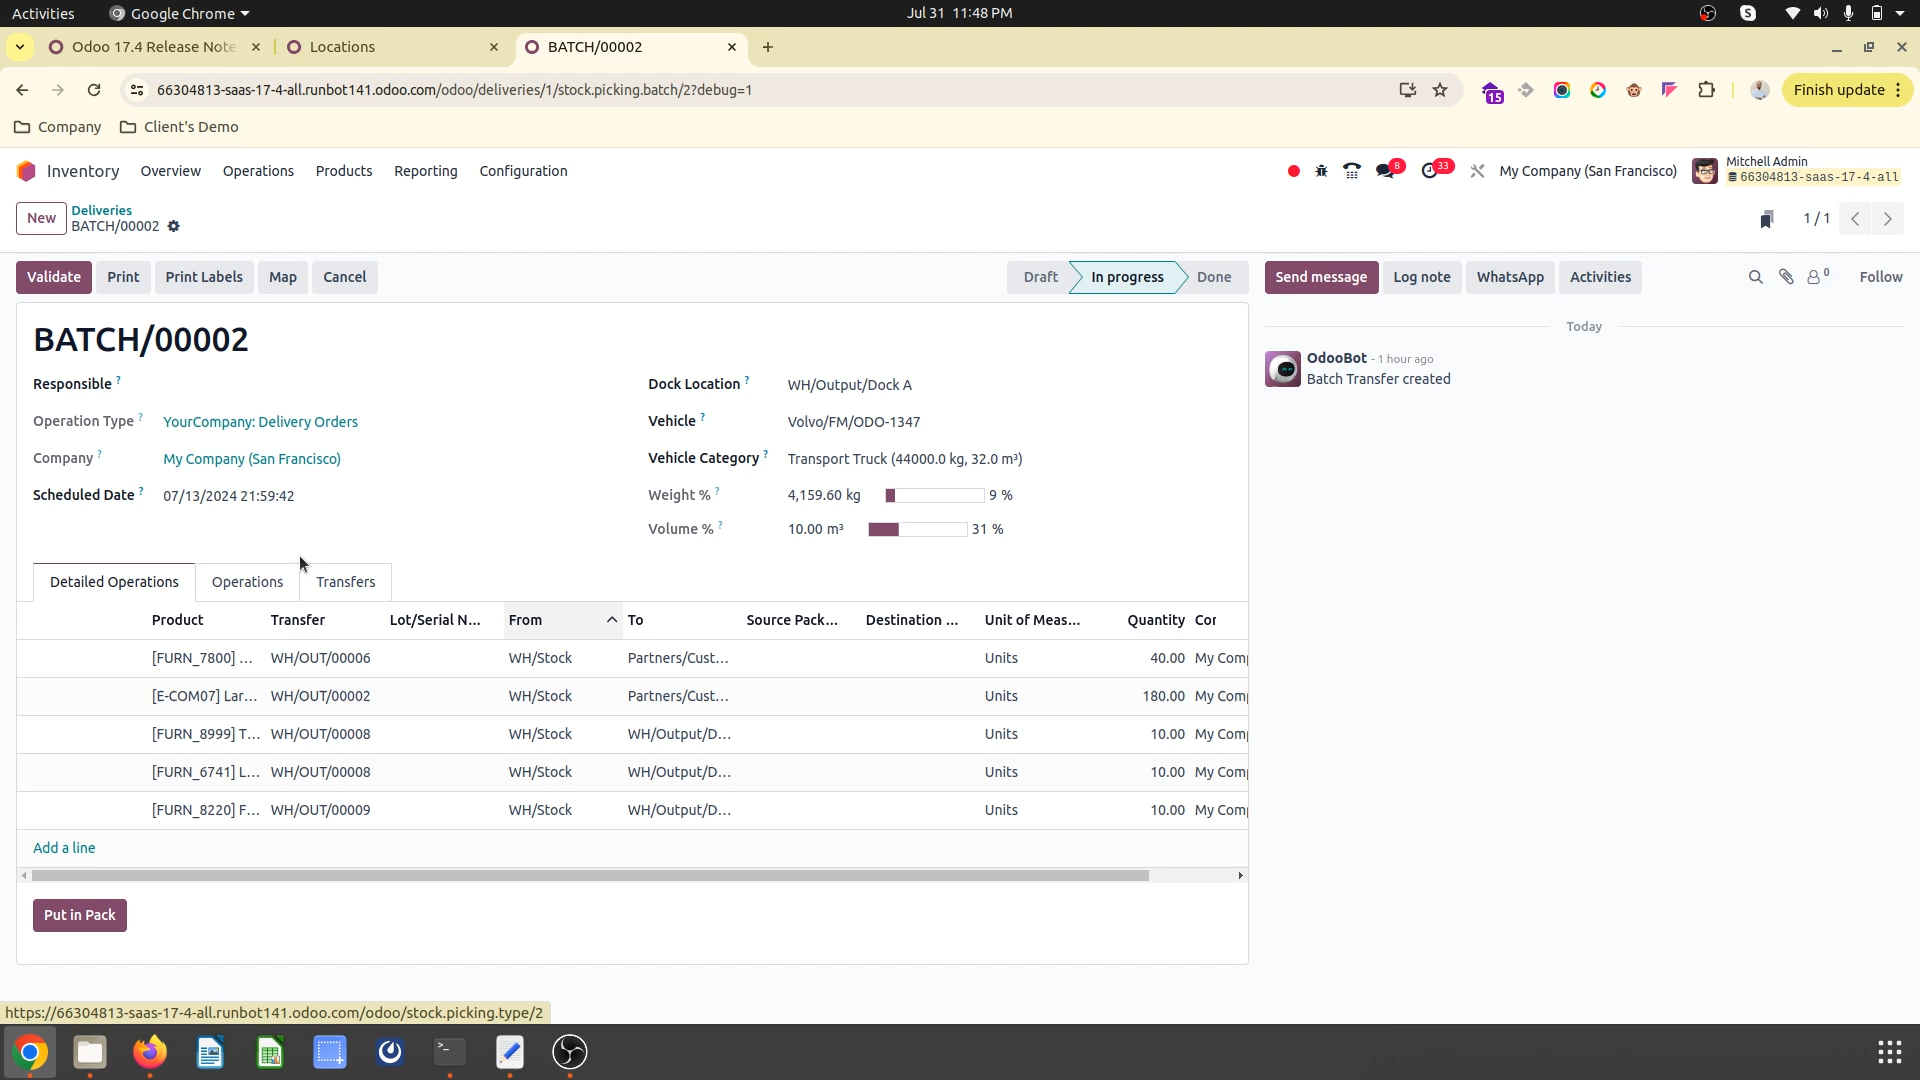 Activities Google Chrome Jul 31 11:48 PM
Odoo 17.4 Release Note Locations BATCH/00002
66304813-saas-17-4-all.runbot141.odoo.com/odoo/deliveries/1/stock.picking.batch/2?debug=1 15 Finish update
Company Client's Demo
Inventory Overview Operations Products Reporting Configuration 8 33 My Company (San Francisco) Mitchell Admin
66304813-saas-17-4-all
New Deliveries
BATCH/00002 1 / 1
Validate Print Print Labels Map Cancel Draft In progress Done Send message Log note WhatsApp Activities 0 Follow
Today
BATCH/00002
OdooBot - 1 hour ago
Batch Transfer created
Responsible ? Dock Location ? WH/Output/Dock A
Operation Type ? YourCompany: Delivery Orders Vehicle ? Volvo/FM/ODO-1347
Company ? My Company (San Francisco) Vehicle Category ? Transport Truck (44000.0 kg, 32.0 m³)
Scheduled Date ? 07/13/2024 21:59:42 Weight % ? 4,159.60 kg 9 %
Volume % ? 10.00 m³ 31 %
Detailed Operations Operations Transfers
Product Transfer Lot/Serial N... From To Source Pack... Destination ... Unit of Meas... Quantity Cor
[FURN_7800] ... WH/OUT/00006 WH/Stock Partners/Cust... Units 40.00 My Comp
[E-COM07] Lar... WH/OUT/00002 WH/Stock Partners/Cust... Units 180.00 My Comp
[FURN_8999] T... WH/OUT/00008 WH/Stock WH/Output/D... Units 10.00 My Comp
[FURN_6741] L... WH/OUT/00008 WH/Stock WH/Output/D... Units 10.00 My Comp
[FURN_8220] F... WH/OUT/00009 WH/Stock WH/Output/D... Units 10.00 My Comp
Add a line
Put in Pack
https://66304813-saas-17-4-all.runbot141.odoo.com/odoo/stock.picking.type/2